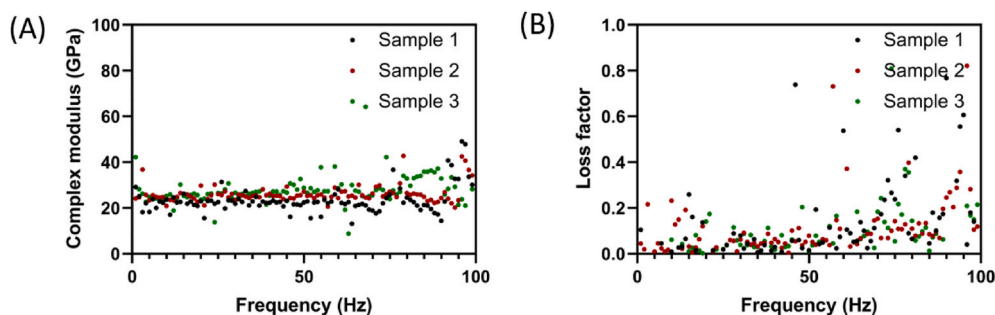 (A)
Complex modulus (GPa)
100
80
60
40
20
0
0
50
100
Frequency (Hz)
Sample 1
Sample 2
Sample 3
(B)
Loss factor
1.0
0.8
0.6
0.4
0.2
0.0
0
50
100
Frequency (Hz)
Sample 1
Sample 2
Sample 3